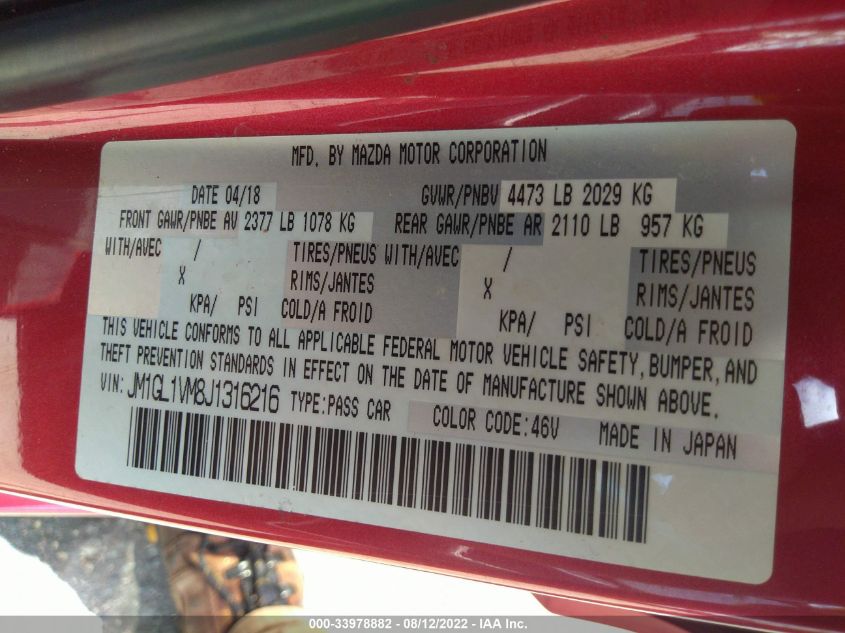 MFD. BY MAZDA MOTOR CORPORATION
DATE 04/18 GVWR/PNBV 4473 LB 2029 KG
FRONT GAWR/PNBE AV 2377 LB 1078 KG REAR GAWR/PNBE AR 2110 LB 957 KG
WITH/AVEC / TIRES/PNEUS WITH/AVEC / TIRES/PNEUS
X RIMS/JANTES X RIMS/JANTES
KPA/ PSI COLD/A FROID KPA/ PSI COLD/A FROID
THIS VEHICLE CONFORMS TO ALL APPLICABLE FEDERAL MOTOR VEHICLE SAFETY, BUMPER, AND
THEFT PREVENTION STANDARDS IN EFFECT ON THE DATE OF MANUFACTURE SHOWN ABOVE.
VIN: JM1GL1VM8J1316216 TYPE:PASS CAR COLOR CODE:46V MADE IN JAPAN
000-33978882 - 08/12/2022 - IAA Inc.